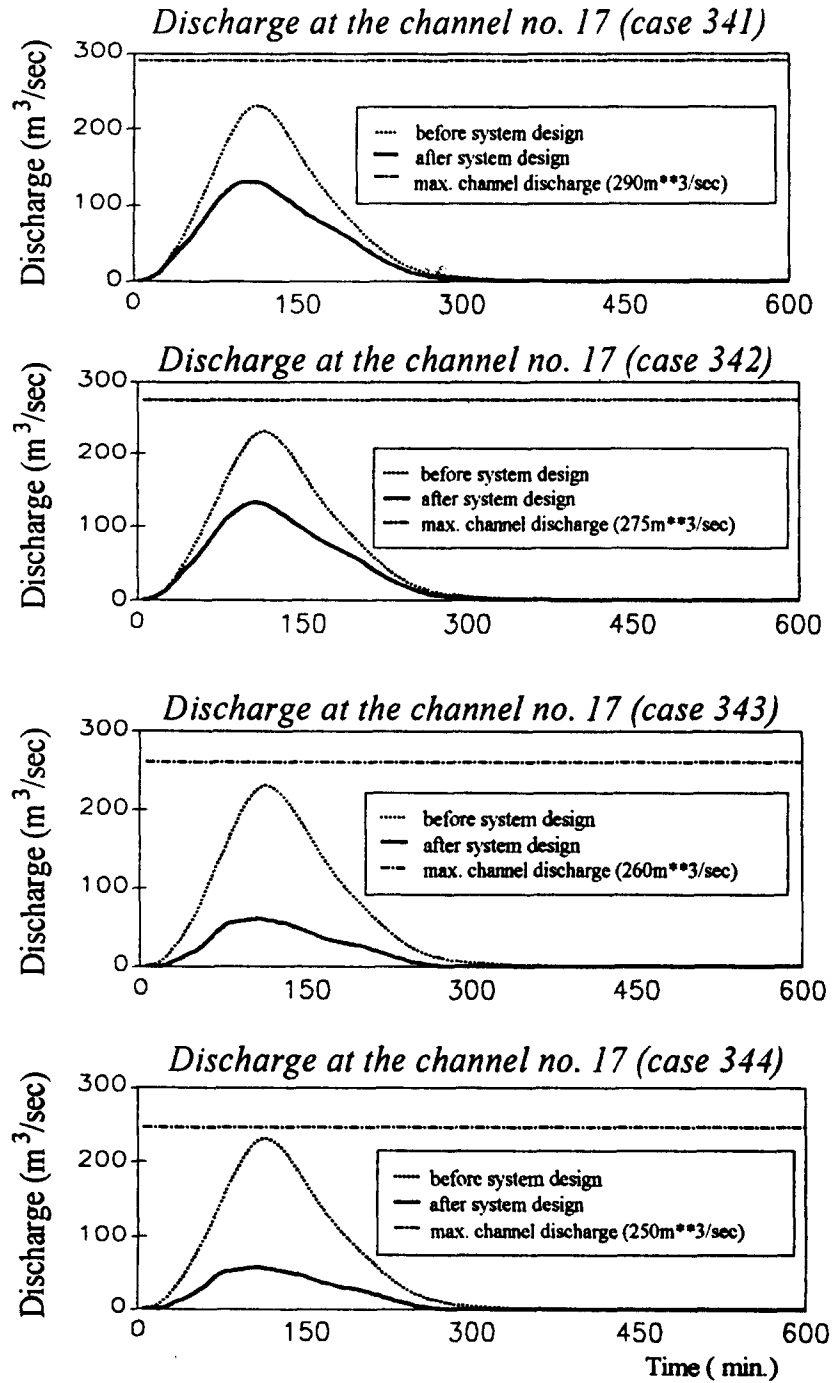 Discharge at the channel no. 17 (case 341)
Discharge (m³/sec)
300
200
100
0
before system design
after system design
max. channel discharge (290m**3/sec)
0 150 300 450 600
Discharge at the channel no. 17 (case 342)
Discharge (m³/sec)
300
200
100
0
before system design
after system design
max. channel discharge (275m**3/sec)
0 150 300 450 600
Discharge at the channel no. 17 (case 343)
Discharge (m³/sec)
300
200
100
0
before system design
after system design
max. channel discharge (260m**3/sec)
0 150 300 450 600
Discharge at the channel no. 17 (case 344)
Discharge (m³/sec)
300
200
100
0
before system design
after system design
max. channel discharge (250m**3/sec)
0 150 300 450 600
Time ( min.)